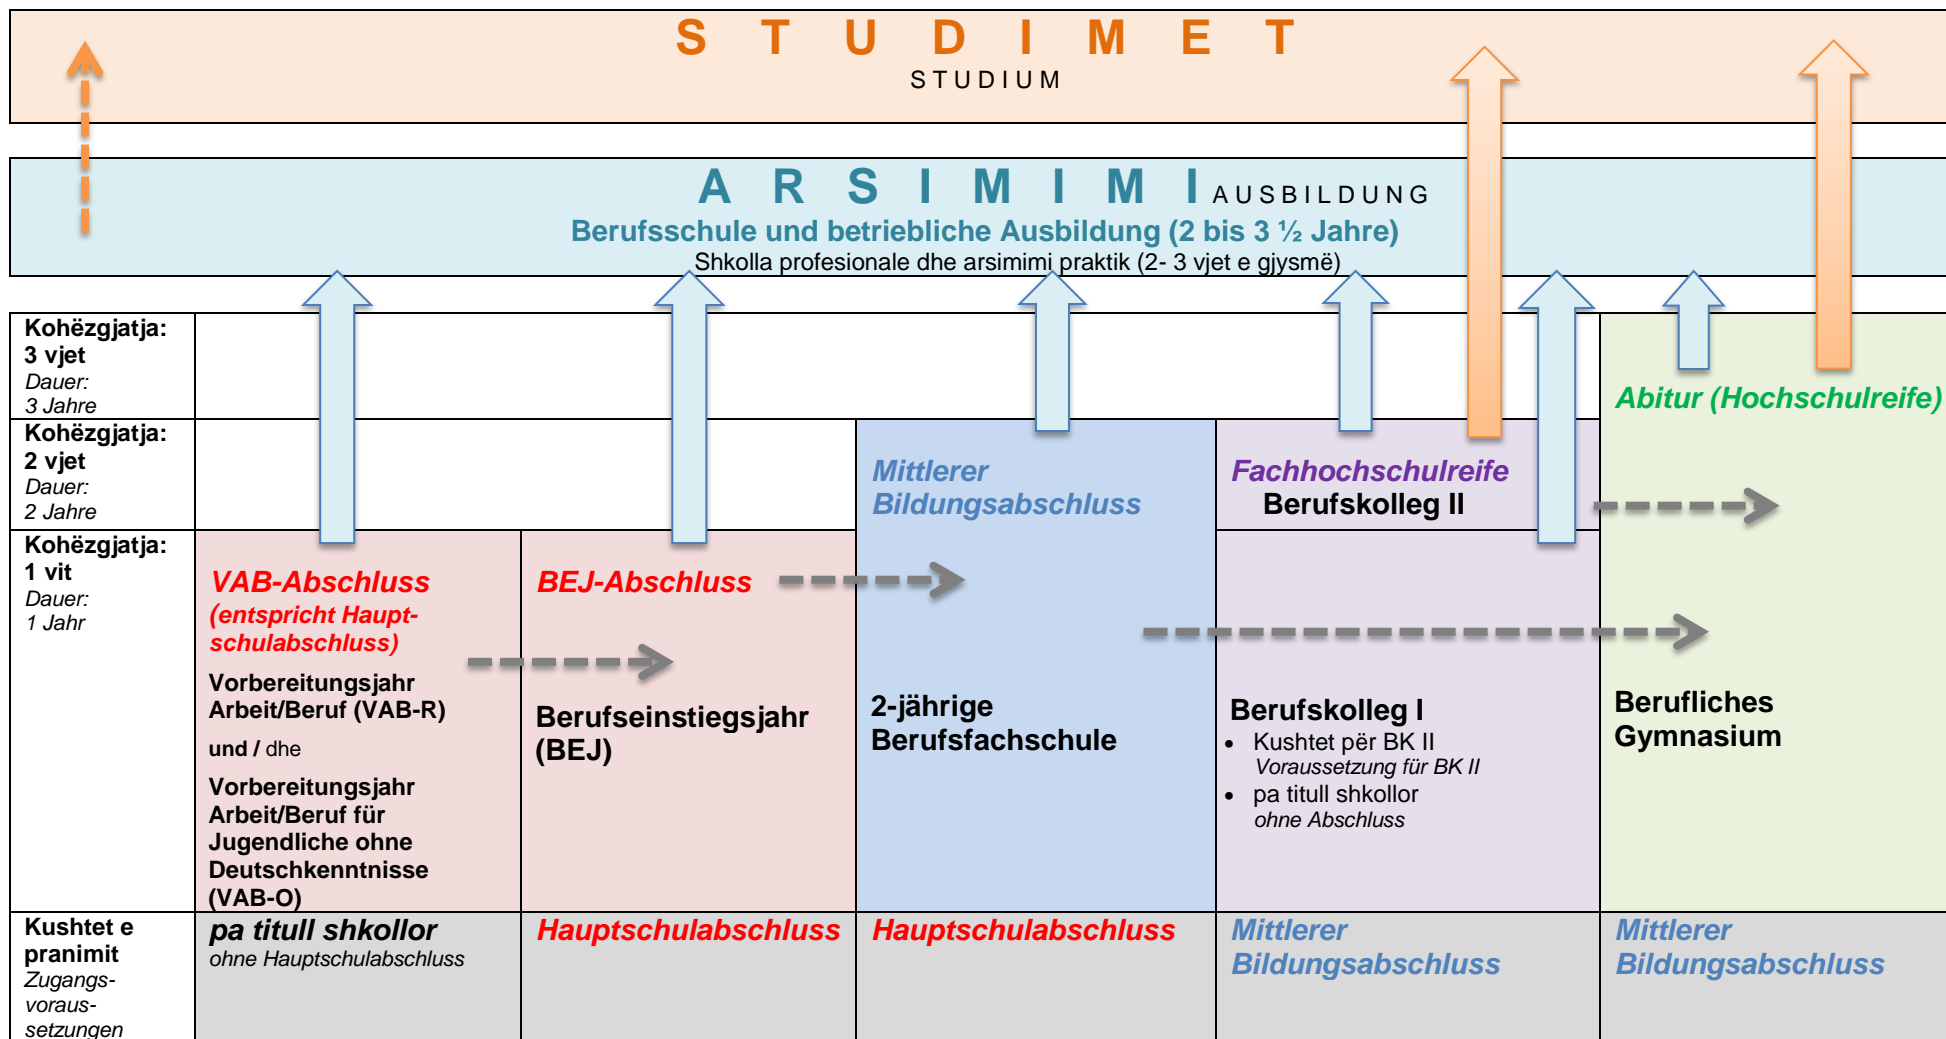 S T U D I M E T
S T U D I U M
A R S I M I M I A U S B I L D U N G
Berufsschule und betriebliche Ausbildung (2 bis 3 ½ Jahre)
Shkolla profesionale dhe arsimimi praktik (2- 3 vjet e gjysmë)
Kohëzgjatja:
3 vjet
Dauer:
3 Jahre
Abitur (Hochschulreife)
Kohëzgjatja:
2 vjet
Dauer:
2 Jahre
Mittlerer
Bildungsabschluss
Fachhochschulreife
Berufskolleg II
Kohëzgjatja:
1 vit
Dauer:
1 Jahr
VAB-Abschluss
(entspricht Haupt-
schulabschluss)
Vorbereitungsjahr
Arbeit/Beruf (VAB-R)
und / dhe
Vorbereitungsjahr
Arbeit/Beruf für
Jugendliche ohne
Deutschkenntnisse
(VAB-O)
BEJ-Abschluss
Berufseinstiegsjahr
(BEJ)
2-jährige
Berufsfachschule
Berufskolleg I
• Kushtet për BK II
Voraussetzung für BK II
• pa titull shkollor
ohne Abschluss
Berufliches
Gymnasium
Kushtet e
pranimit
Zugangs-
voraus-
setzungen
pa titull shkollor
ohne Hauptschulabschluss
Hauptschulabschluss
Hauptschulabschluss
Mittlerer
Bildungsabschluss
Mittlerer
Bildungsabschluss